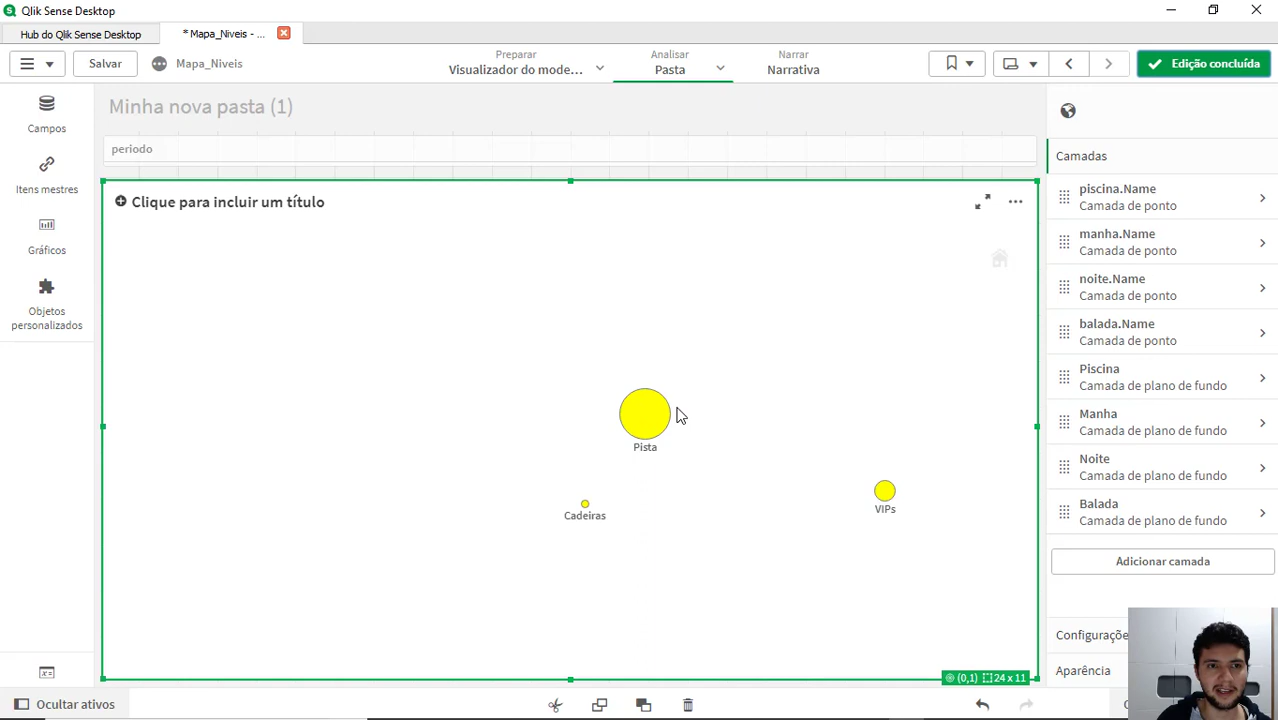 Qlik Sense Desktop
Hub do Qlik Sense Desktop
* Mapa_Niveis - ...
Salvar
Mapa_Niveis
Preparar
Visualizador do mode...
Analisar
Pasta
Narrar
Narrativa
Edição concluída
Campos
Itens mestres
Gráficos
Objetos
personalizados
Minha nova pasta (1)
periodo
Clique para incluir um título
Pista
Cadeiras
VIPs
(0,1) 24 x 11
Camadas
piscina.Name
Camada de ponto
manha.Name
Camada de ponto
noite.Name
Camada de ponto
balada.Name
Camada de ponto
Piscina
Camada de plano de fundo
Manha
Camada de plano de fundo
Noite
Camada de plano de fundo
Balada
Camada de plano de fundo
Adicionar camada
Configuraçõe
Aparência
Ocultar ativos